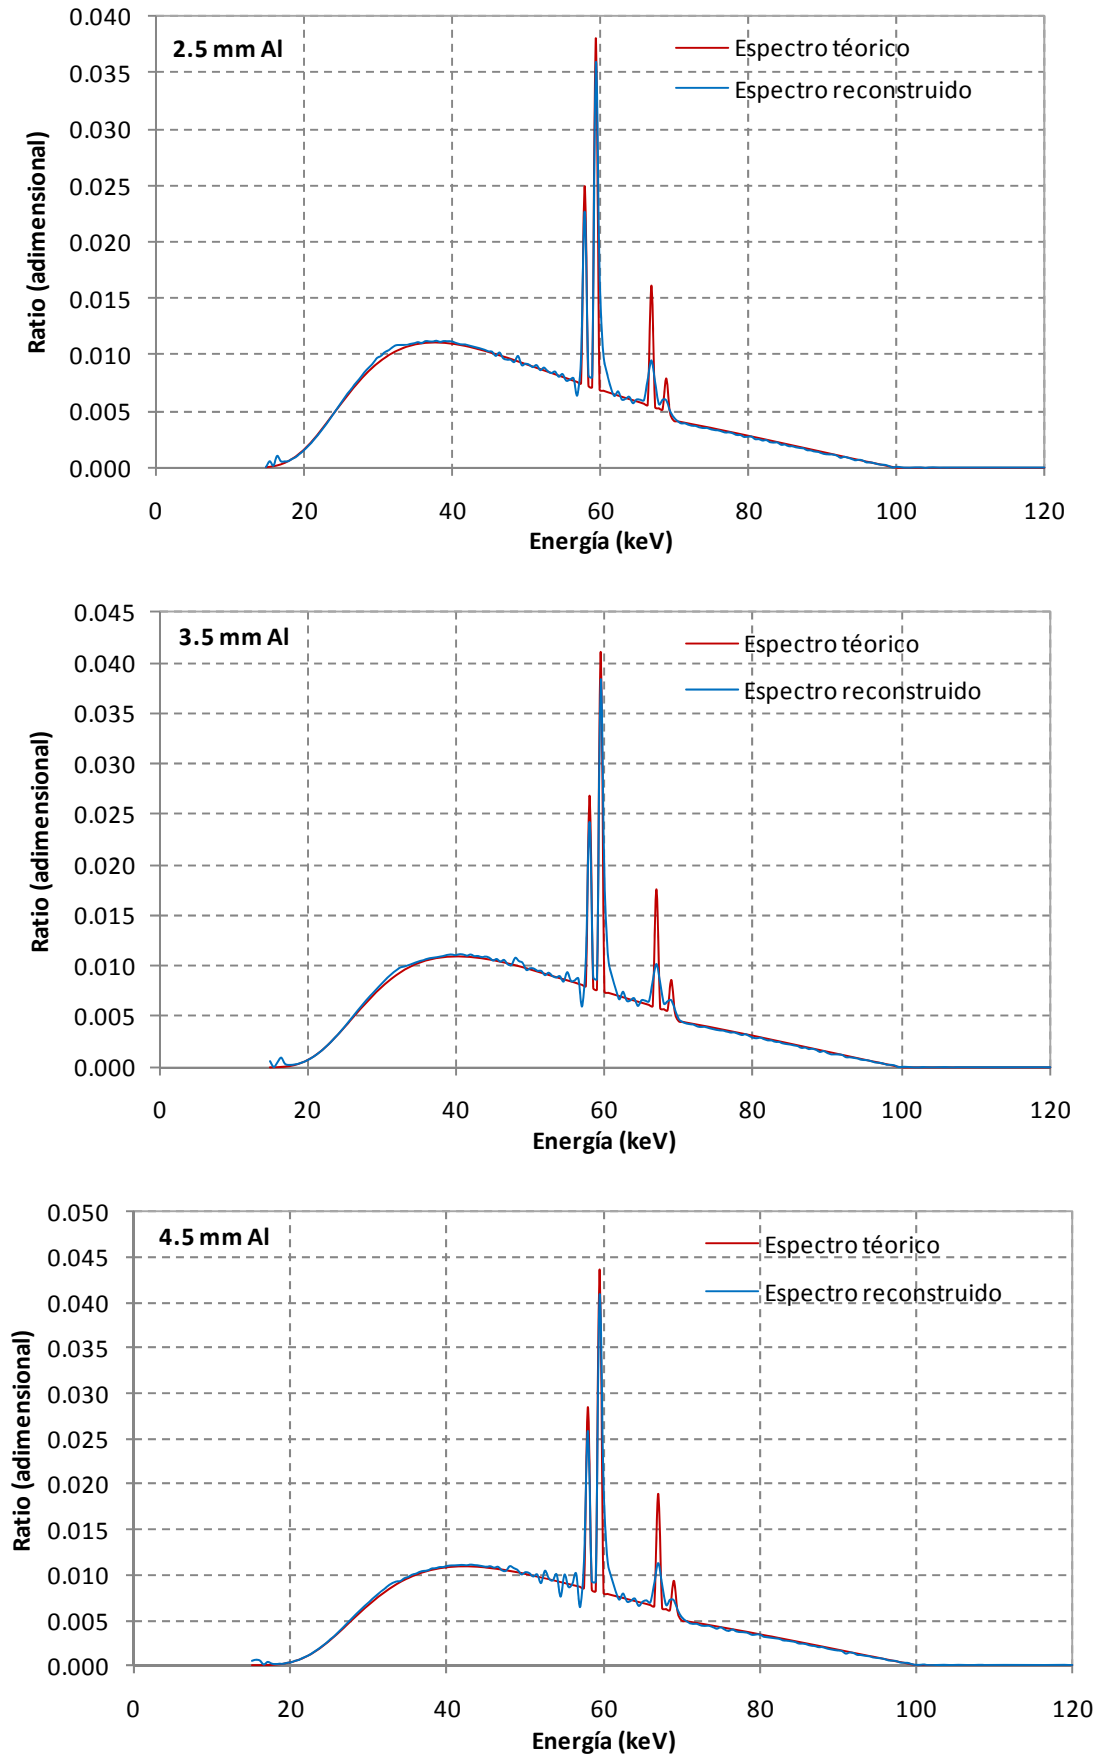 2.5 mm Al
Espectro téorico
Espectro reconstruido
Ratio (adimensional)
0.040
0.035
0.030
0.025
0.020
0.015
0.010
0.005
0.000
0 20 40 60 80 100 120
Energía (keV)
3.5 mm Al
Espectro téorico
Espectro reconstruido
Ratio (adimensional)
0.045
0.040
0.035
0.030
0.025
0.020
0.015
0.010
0.005
0.000
0 20 40 60 80 100 120
Energía (keV)
4.5 mm Al
Espectro téorico
Espectro reconstruido
Ratio (adimensional)
0.050
0.045
0.040
0.035
0.030
0.025
0.020
0.015
0.010
0.005
0.000
0 20 40 60 80 100 120
Energía (keV)